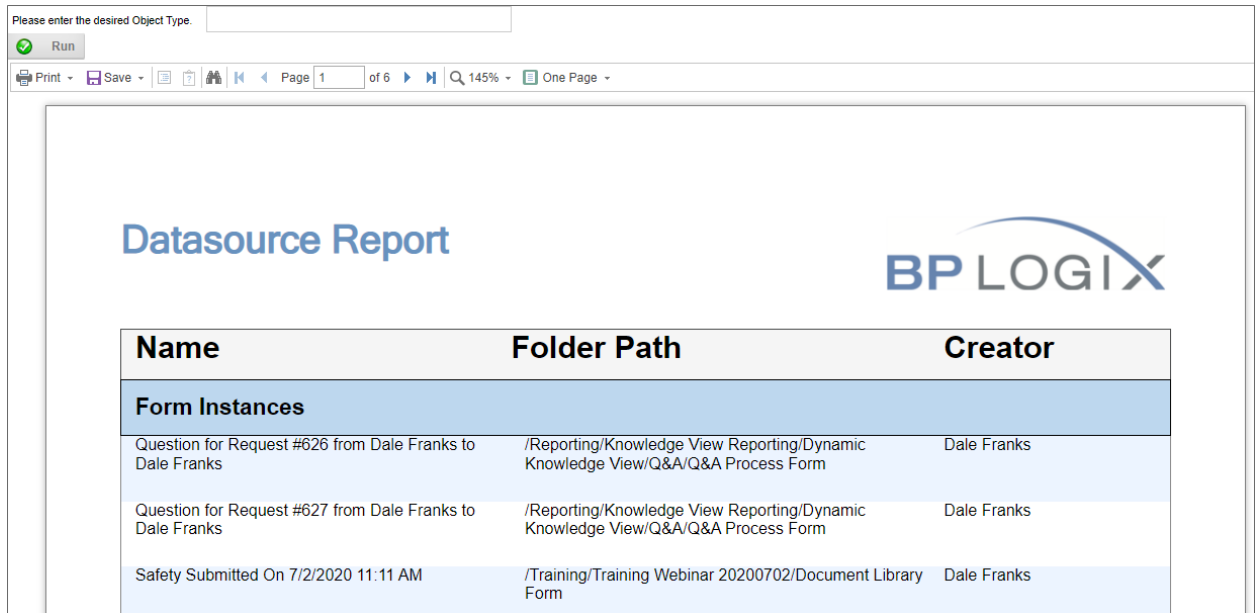 Please enter the desired Object Type.
Run
Print Save Page 1 of 6 145% One Page
Datasource Report
BP LOGIX
Name Folder Path Creator
Form Instances
Question for Request #626 from Dale Franks to /Reporting/Knowledge View Reporting/Dynamic Dale Franks
Dale Franks Knowledge View/Q&A/Q&A Process Form
Question for Request #627 from Dale Franks to /Reporting/Knowledge View Reporting/Dynamic Dale Franks
Dale Franks Knowledge View/Q&A/Q&A Process Form
Safety Submitted On 7/2/2020 11:11 AM /Training/Training Webinar 20200702/Document Library Dale Franks
Form